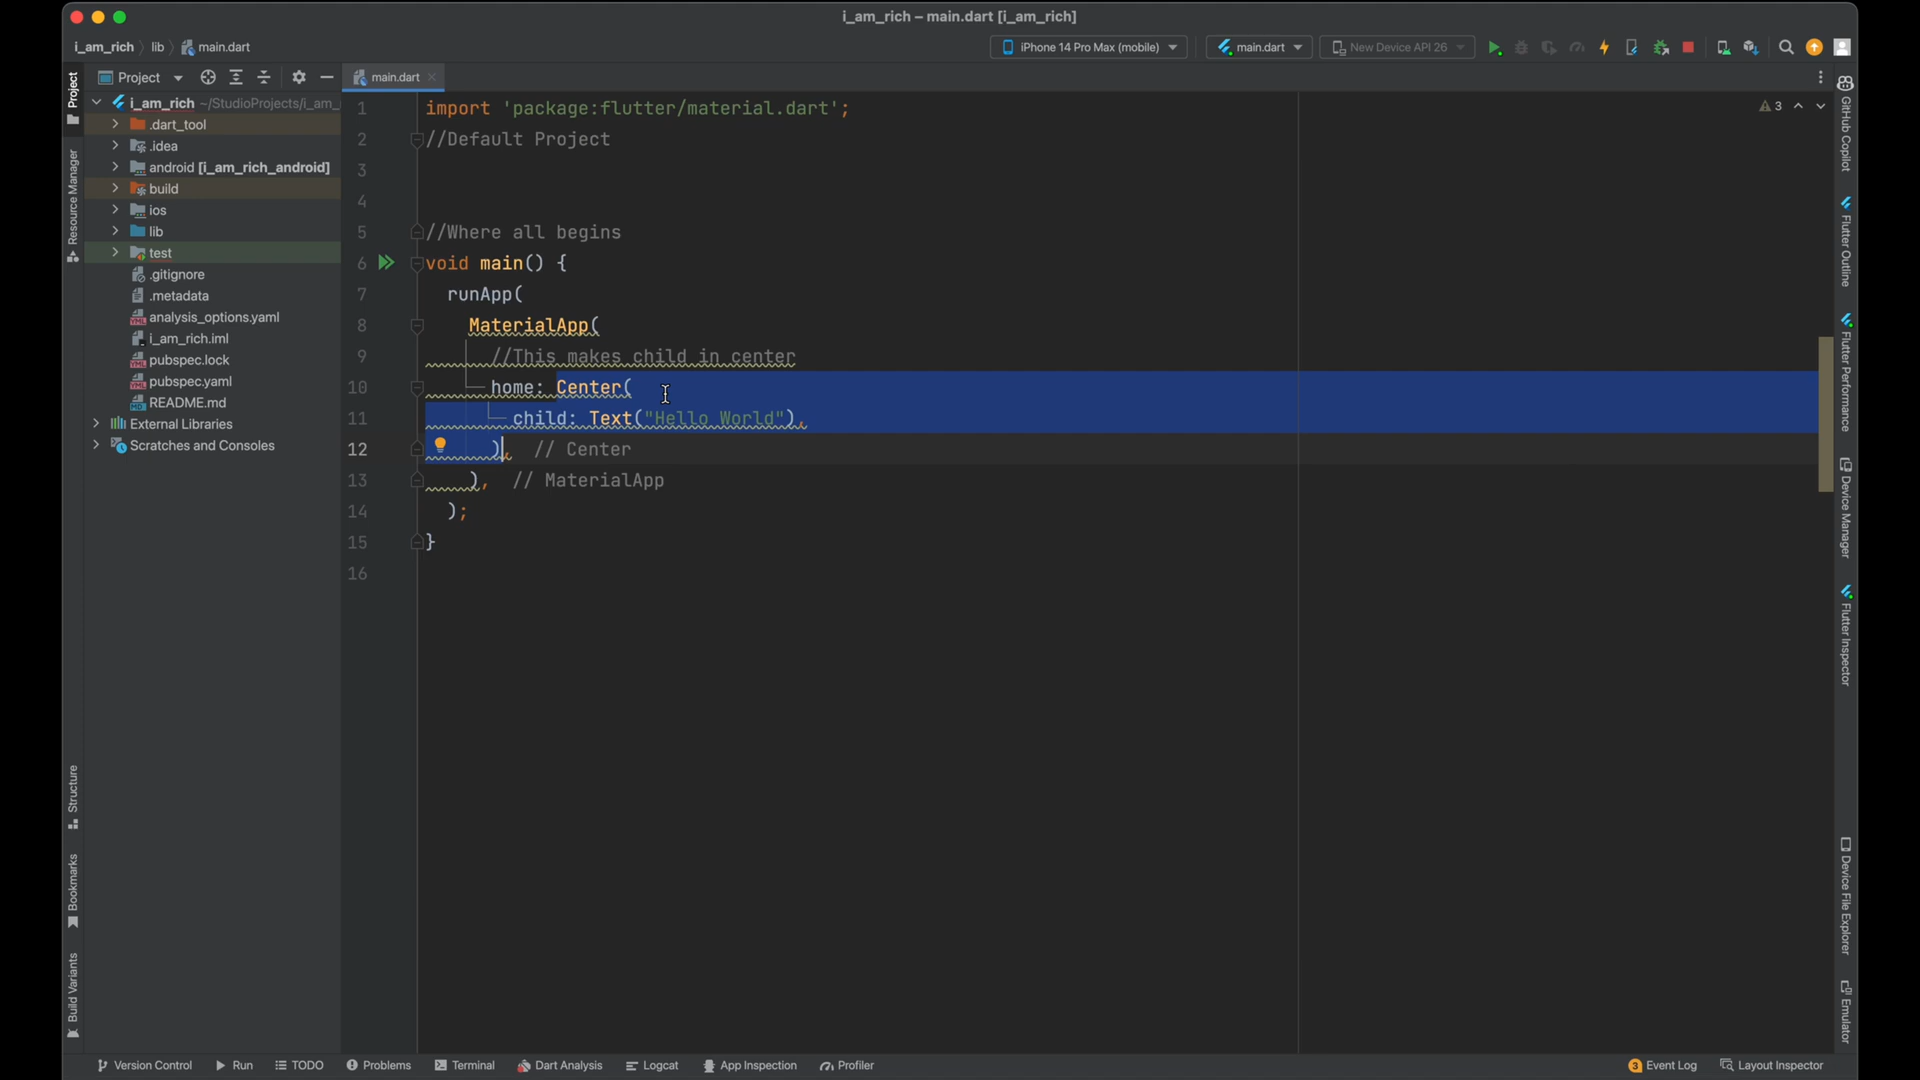 i_am_rich – main.dart [i_am_rich]
i_am_rich lib main.dart iPhone 14 Pro Max (mobile) main.dart New Device API 26
Project main.dart
i_am_rich ~/StudioProjects/i_am_
.dart_tool
.idea
android [i_am_rich_android]
build
ios
lib
test
.gitignore
.metadata
analysis_options.yaml
i_am_rich.iml
pubspec.lock
pubspec.yaml
README.md
External Libraries
Scratches and Consoles
1 import 'package:flutter/material.dart';
2 //Default Project
3
4
5 //Where all begins
6 void main() {
7 runApp(
8 MaterialApp(
9 //This makes child in center
10 home: Center(
11 child: Text("Hello World"),
12 ), // Center
13 ), // MaterialApp
14 );
15 }
16
3
Project
Resource Manager
Structure
Bookmarks
Build Variants
GitHub Copilot
Flutter Outline
Flutter Performance
Device Manager
Flutter Inspector
Device File Explorer
Emulator
Version Control Run TODO Problems Terminal Dart Analysis Logcat App Inspection Profiler 3 Event Log Layout Inspector